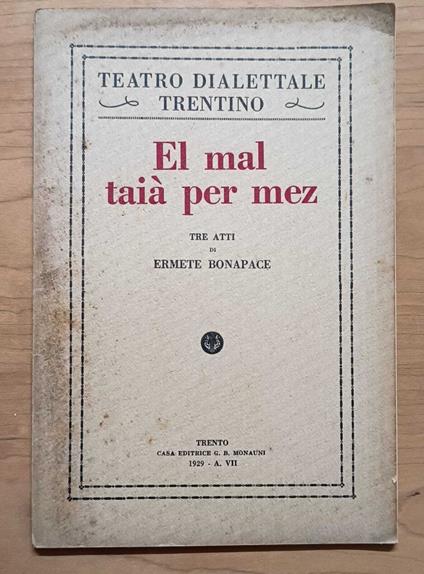 TEATRO DIALETTALE
TRENTINO
El mal
taià per mez
TRE ATTI
DI
ERMETE BONAPACE
TRENTO
CASA EDITRICE G. B. MONAUNI
1929 - A. VII